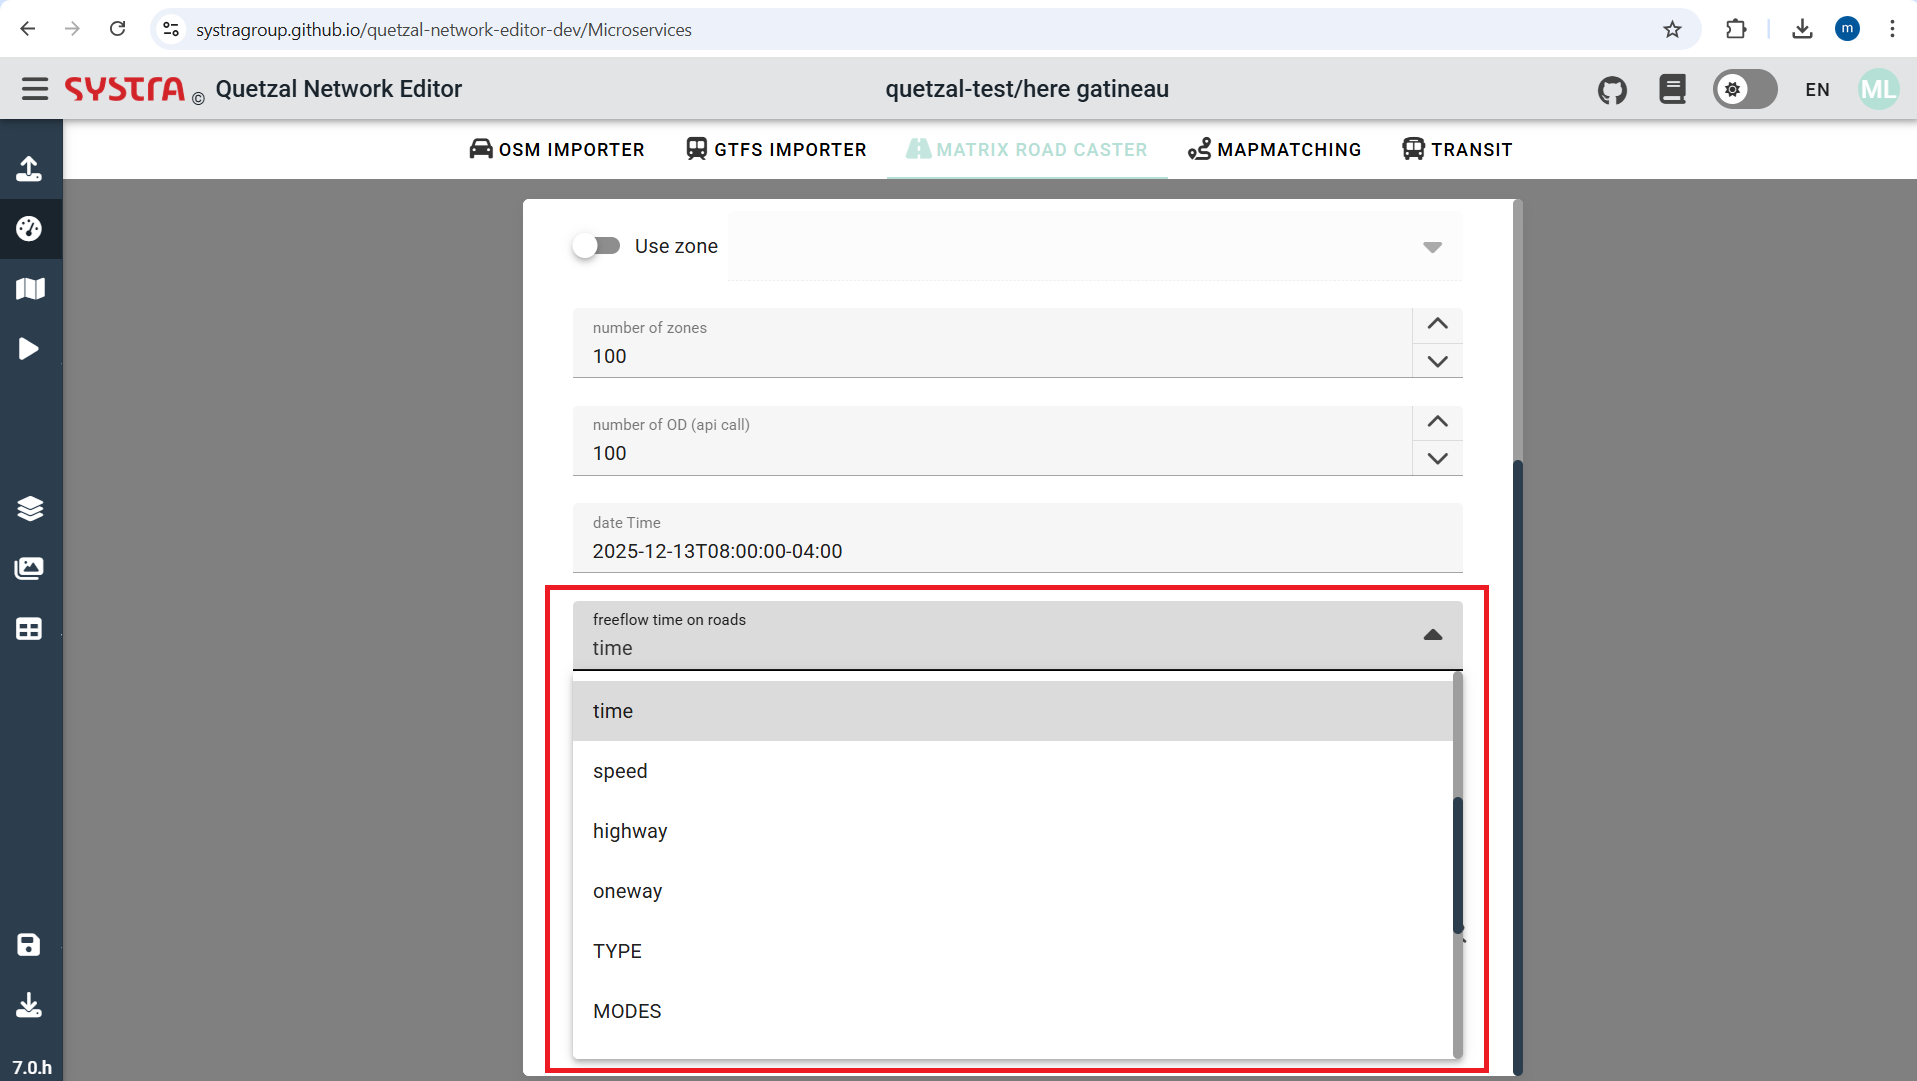 systragroup.github.io/quetzal-network-editor-dev/Microservices
m
SYSTRA © Quetzal Network Editor
quetzal-test/here gatineau
EN
ML
OSM IMPORTER
GTFS IMPORTER
MATRIX ROAD CASTER
MAPMATCHING
TRANSIT
Use zone
number of zones
100
number of OD (api call)
100
date Time
2025-12-13T08:00:00-04:00
freeflow time on roads
time
time
speed
highway
oneway
TYPE
MODES
7.0.h